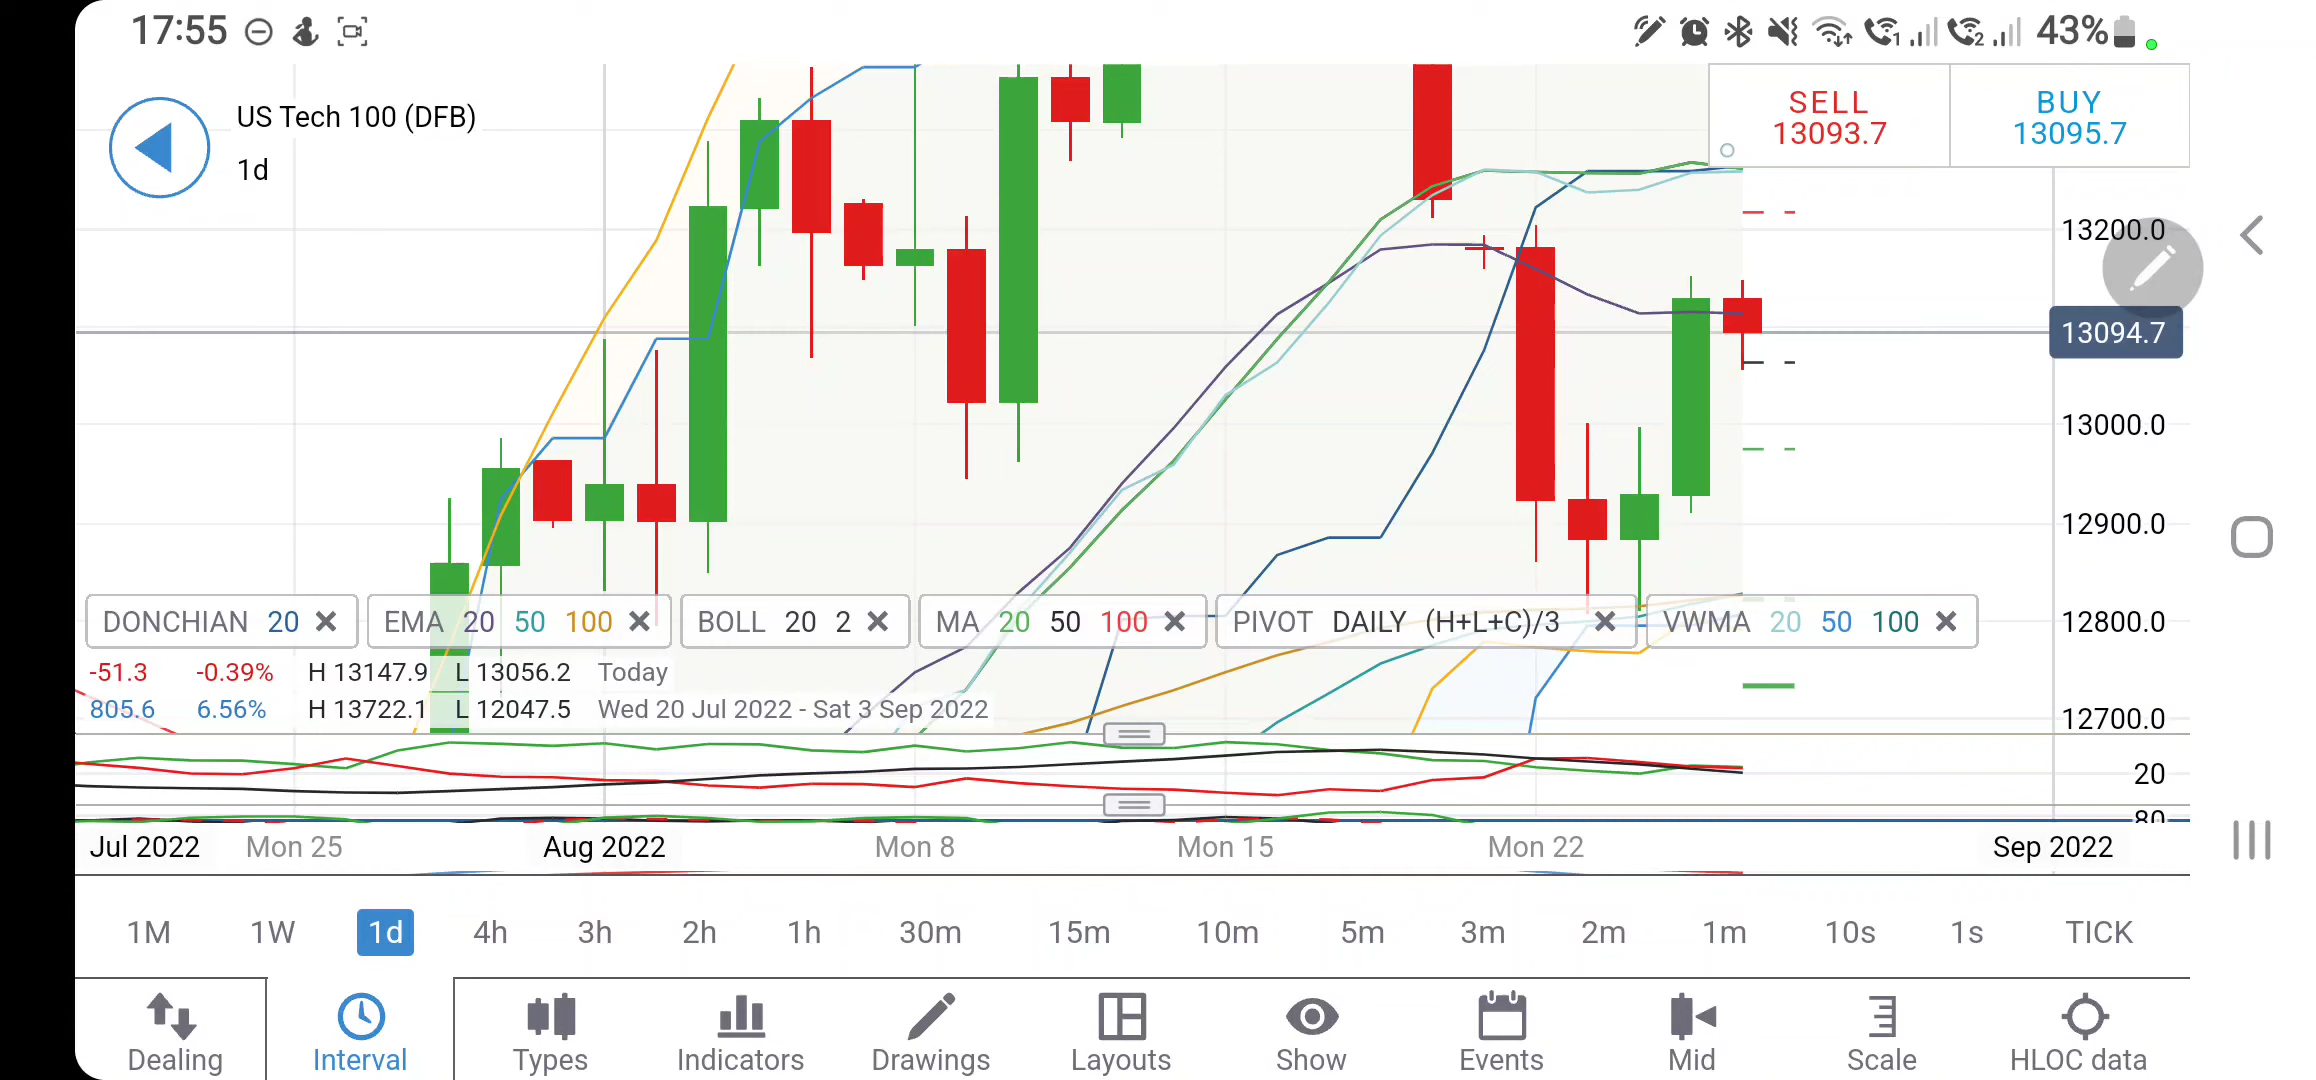 17:55
1 2 43%
US Tech 100 (DFB)
1d
SELL
13093.7
BUY
13095.7
13200.0
13094.7
13000.0
12900.0
12800.0
12700.0
DONCHIAN 20 EMA 20 50 100 BOLL 20 2 MA 20 50 100 PIVOT DAILY (H+L+C)/3 VWMA 20 50 100
-51.3 -0.39% H 13147.9 L 13056.2 Today
805.6 6.56% H 13722.1 L 12047.5 Wed 20 Jul 2022 - Sat 3 Sep 2022
20
80
Jul 2022 Mon 25 Aug 2022 Mon 8 Mon 15 Mon 22 Sep 2022
1M 1W 1d 4h 3h 2h 1h 30m 15m 10m 5m 3m 2m 1m 10s 1s TICK
Dealing Interval Types Indicators Drawings Layouts Show Events Mid Scale HLOC data